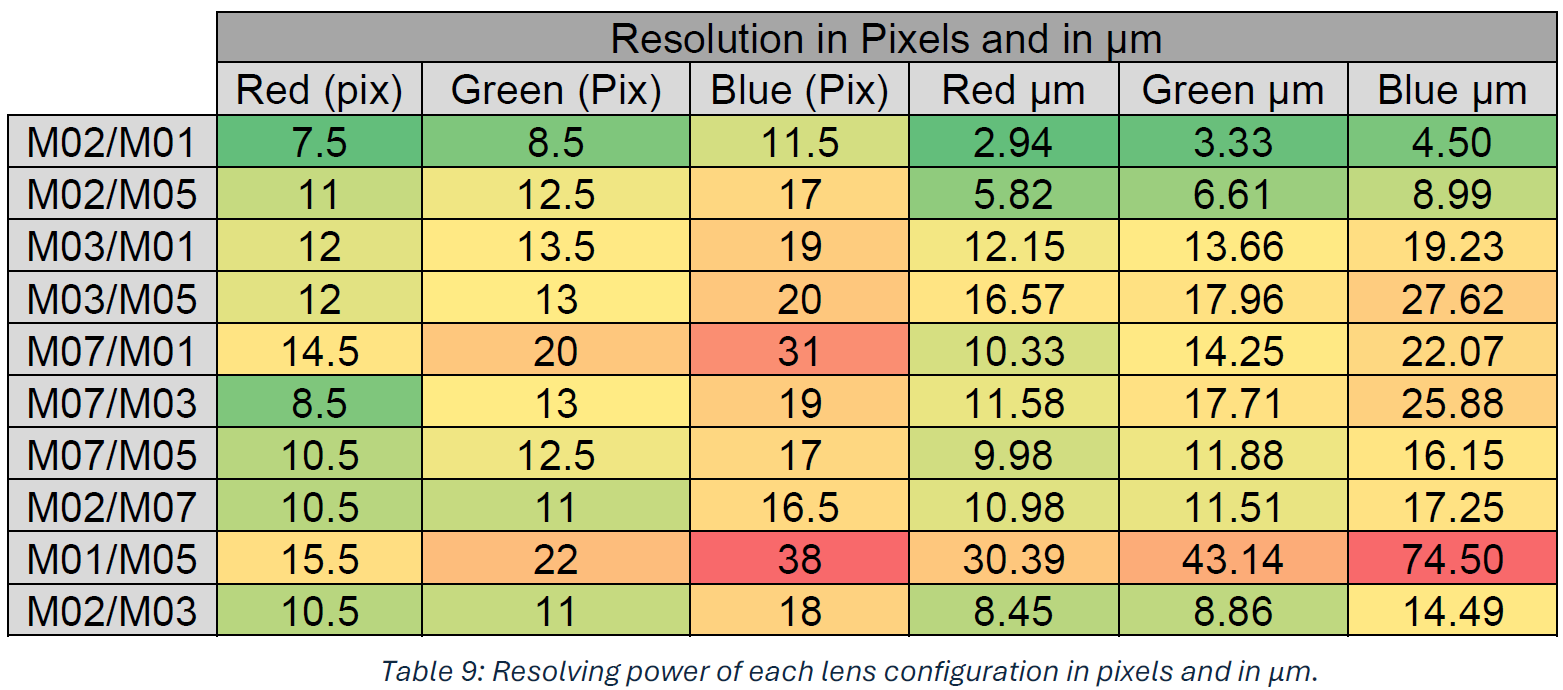 Resolution in Pixels and in µm
Red (pix) Green (Pix) Blue (Pix) Red µm Green µm Blue µm
M02/M01 7.5 8.5 11.5 2.94 3.33 4.50
M02/M05 11 12.5 17 5.82 6.61 8.99
M03/M01 12 13.5 19 12.15 13.66 19.23
M03/M05 12 13 20 16.57 17.96 27.62
M07/M01 14.5 20 31 10.33 14.25 22.07
M07/M03 8.5 13 19 11.58 17.71 25.88
M07/M05 10.5 12.5 17 9.98 11.88 16.15
M02/M07 10.5 11 16.5 10.98 11.51 17.25
M01/M05 15.5 22 38 30.39 43.14 74.50
M02/M03 10.5 11 18 8.45 8.86 14.49
Table 9: Resolving power of each lens configuration in pixels and in µm.